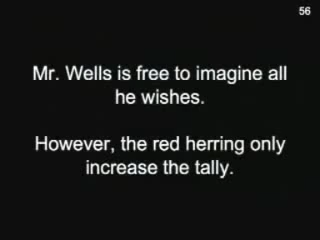 56
Mr. Wells is free to imagine all
he wishes.
However, the red herring only
increase the tally.